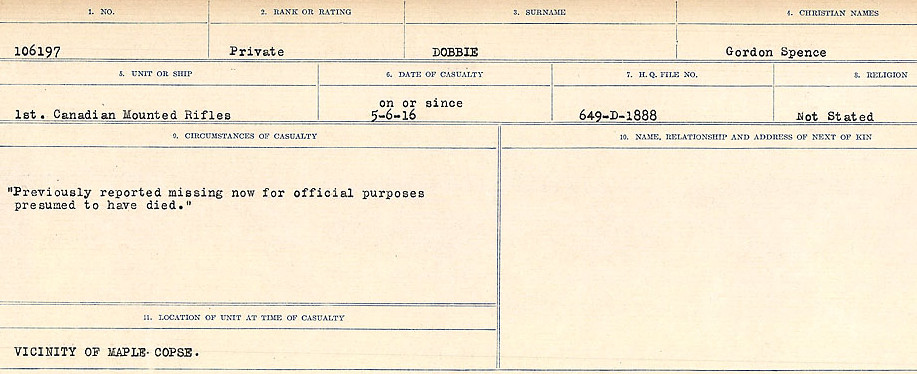 1. NO. 2. RANK OR RATING 3. SURNAME 4. CHRISTIAN NAMES
106197 Private DOBBIE Gordon Spence
5. UNIT OR SHIP 6. DATE OF CASUALTY 7. H.Q. FILE NO. 8. RELIGION
on or since
1st. Canadian Mounted Rifles 5-6-16 649-D-1888 Not Stated
9. CIRCUMSTANCES OF CASUALTY 10. NAME, RELATIONSHIP AND ADDRESS OF NEXT OF KIN
"Previously reported missing now for official purposes
presumed to have died."
11. LOCATION OF UNIT AT TIME OF CASUALTY
VICINITY OF MAPLE COPSE.